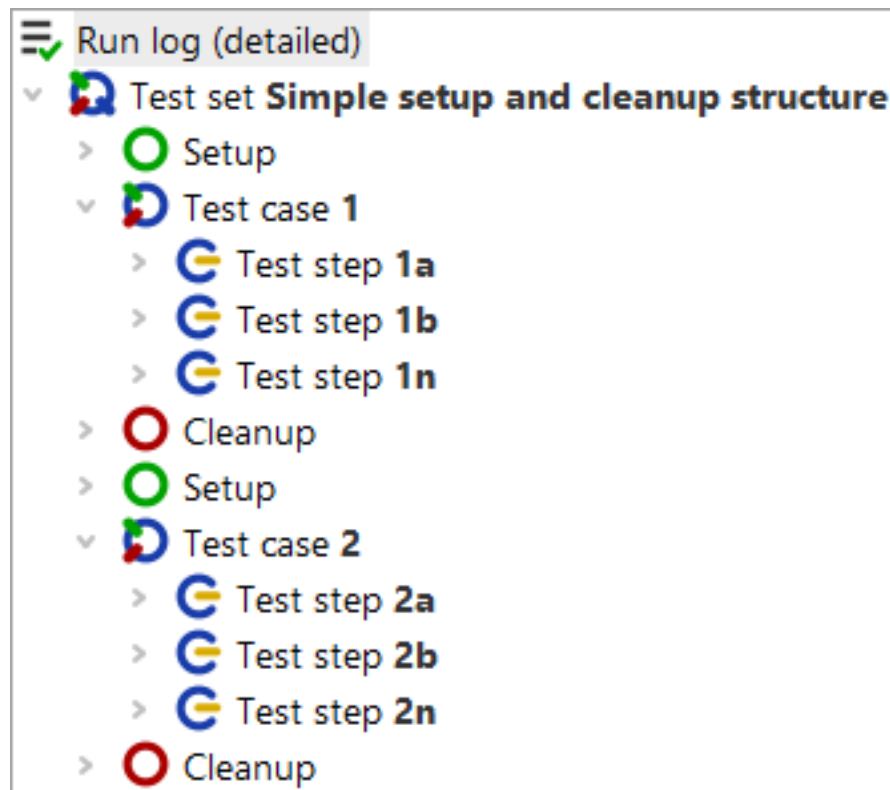 Run log (detailed)
Test set Simple setup and cleanup structure
Setup
Test case 1
Test step 1a
Test step 1b
Test step 1n
Cleanup
Setup
Test case 2
Test step 2a
Test step 2b
Test step 2n
Cleanup